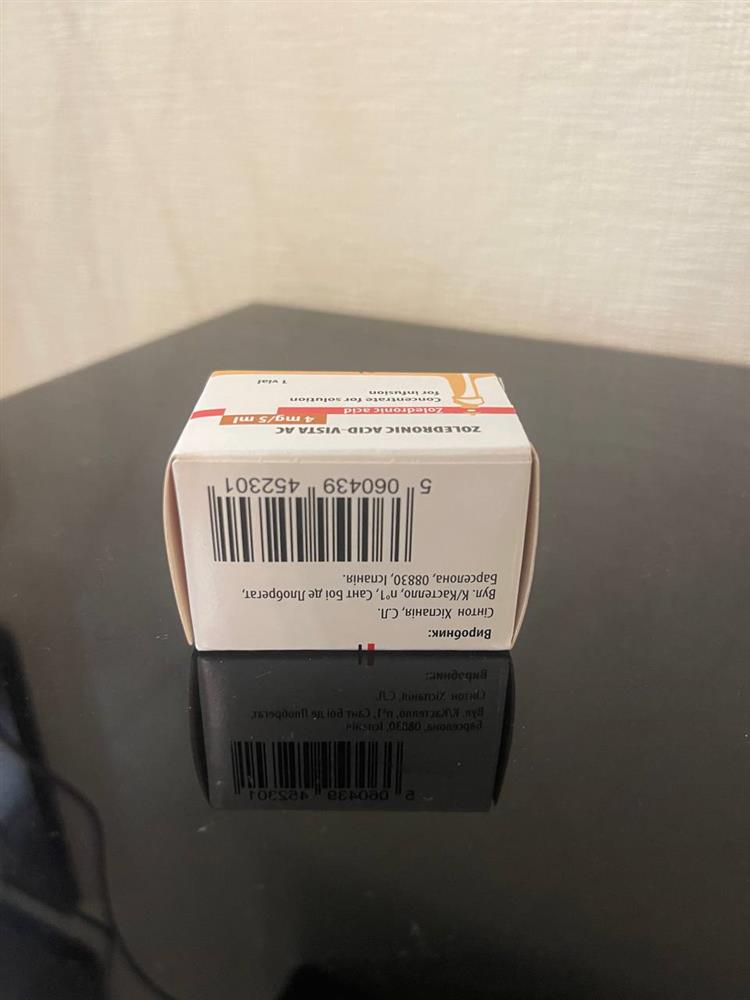 ZOLEDRONIC ACID-VISTA AC
Zoledronic acid 4 mg/5 ml
Concentrate for solution
for infusion
1 vial
Виробник:
Сінтон Хіспанія, С.Л.
Вул. К/Кастелло, n°1, Сант Бої де Ллобрегат,
Барселона, 08830, Іспанія.
5 060439 452301